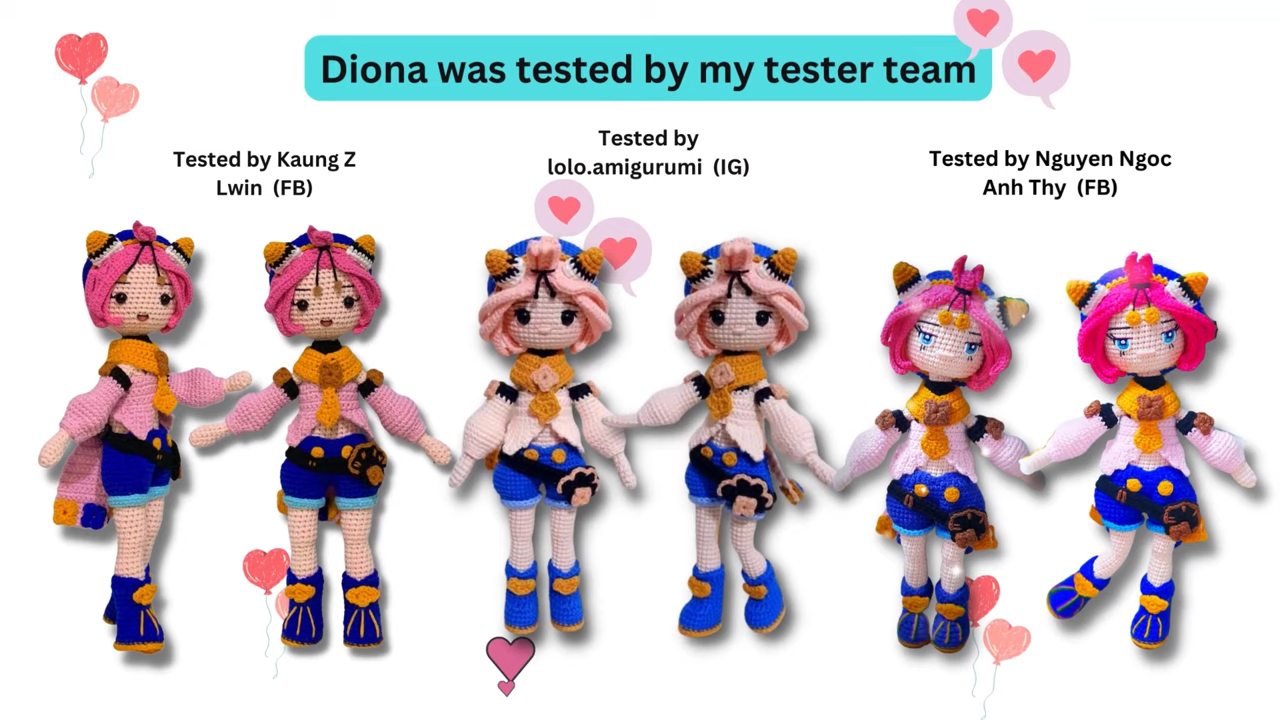 Diona was tested by my tester team
Tested by Kaung Z
Lwin (FB)
Tested by
lolo.amigurumi (IG)
Tested by Nguyen Ngoc
Anh Thy (FB)